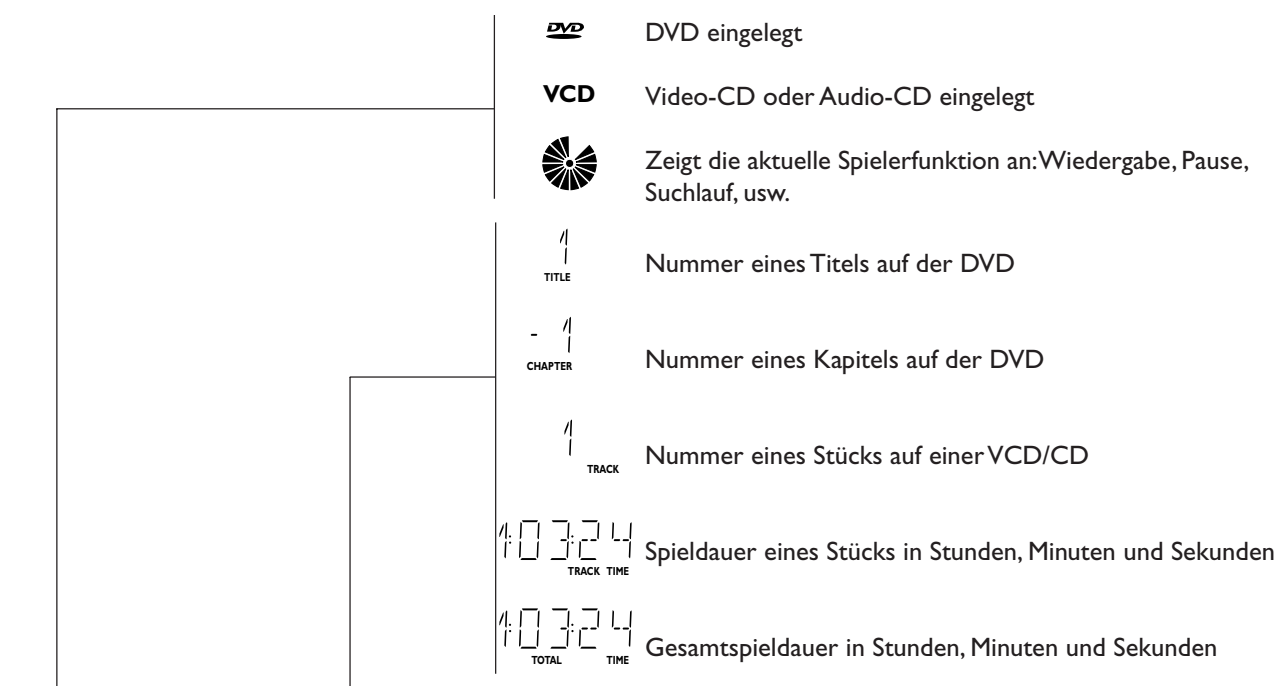 DVD DVD eingelegt
VCD Video-CD oder Audio-CD eingelegt
Zeigt die aktuelle Spielerfunktion an: Wiedergabe, Pause,
Suchlauf, usw.
1
TITLE
Nummer eines Titels auf der DVD
- 1
CHAPTER
Nummer eines Kapitels auf der DVD
1
TRACK
Nummer eines Stücks auf einer VCD/CD
1:03:24
TRACK TIME
Spieldauer eines Stücks in Stunden, Minuten und Sekunden
1:03:24
TOTAL TIME
Gesamtspieldauer in Stunden, Minuten und Sekunden